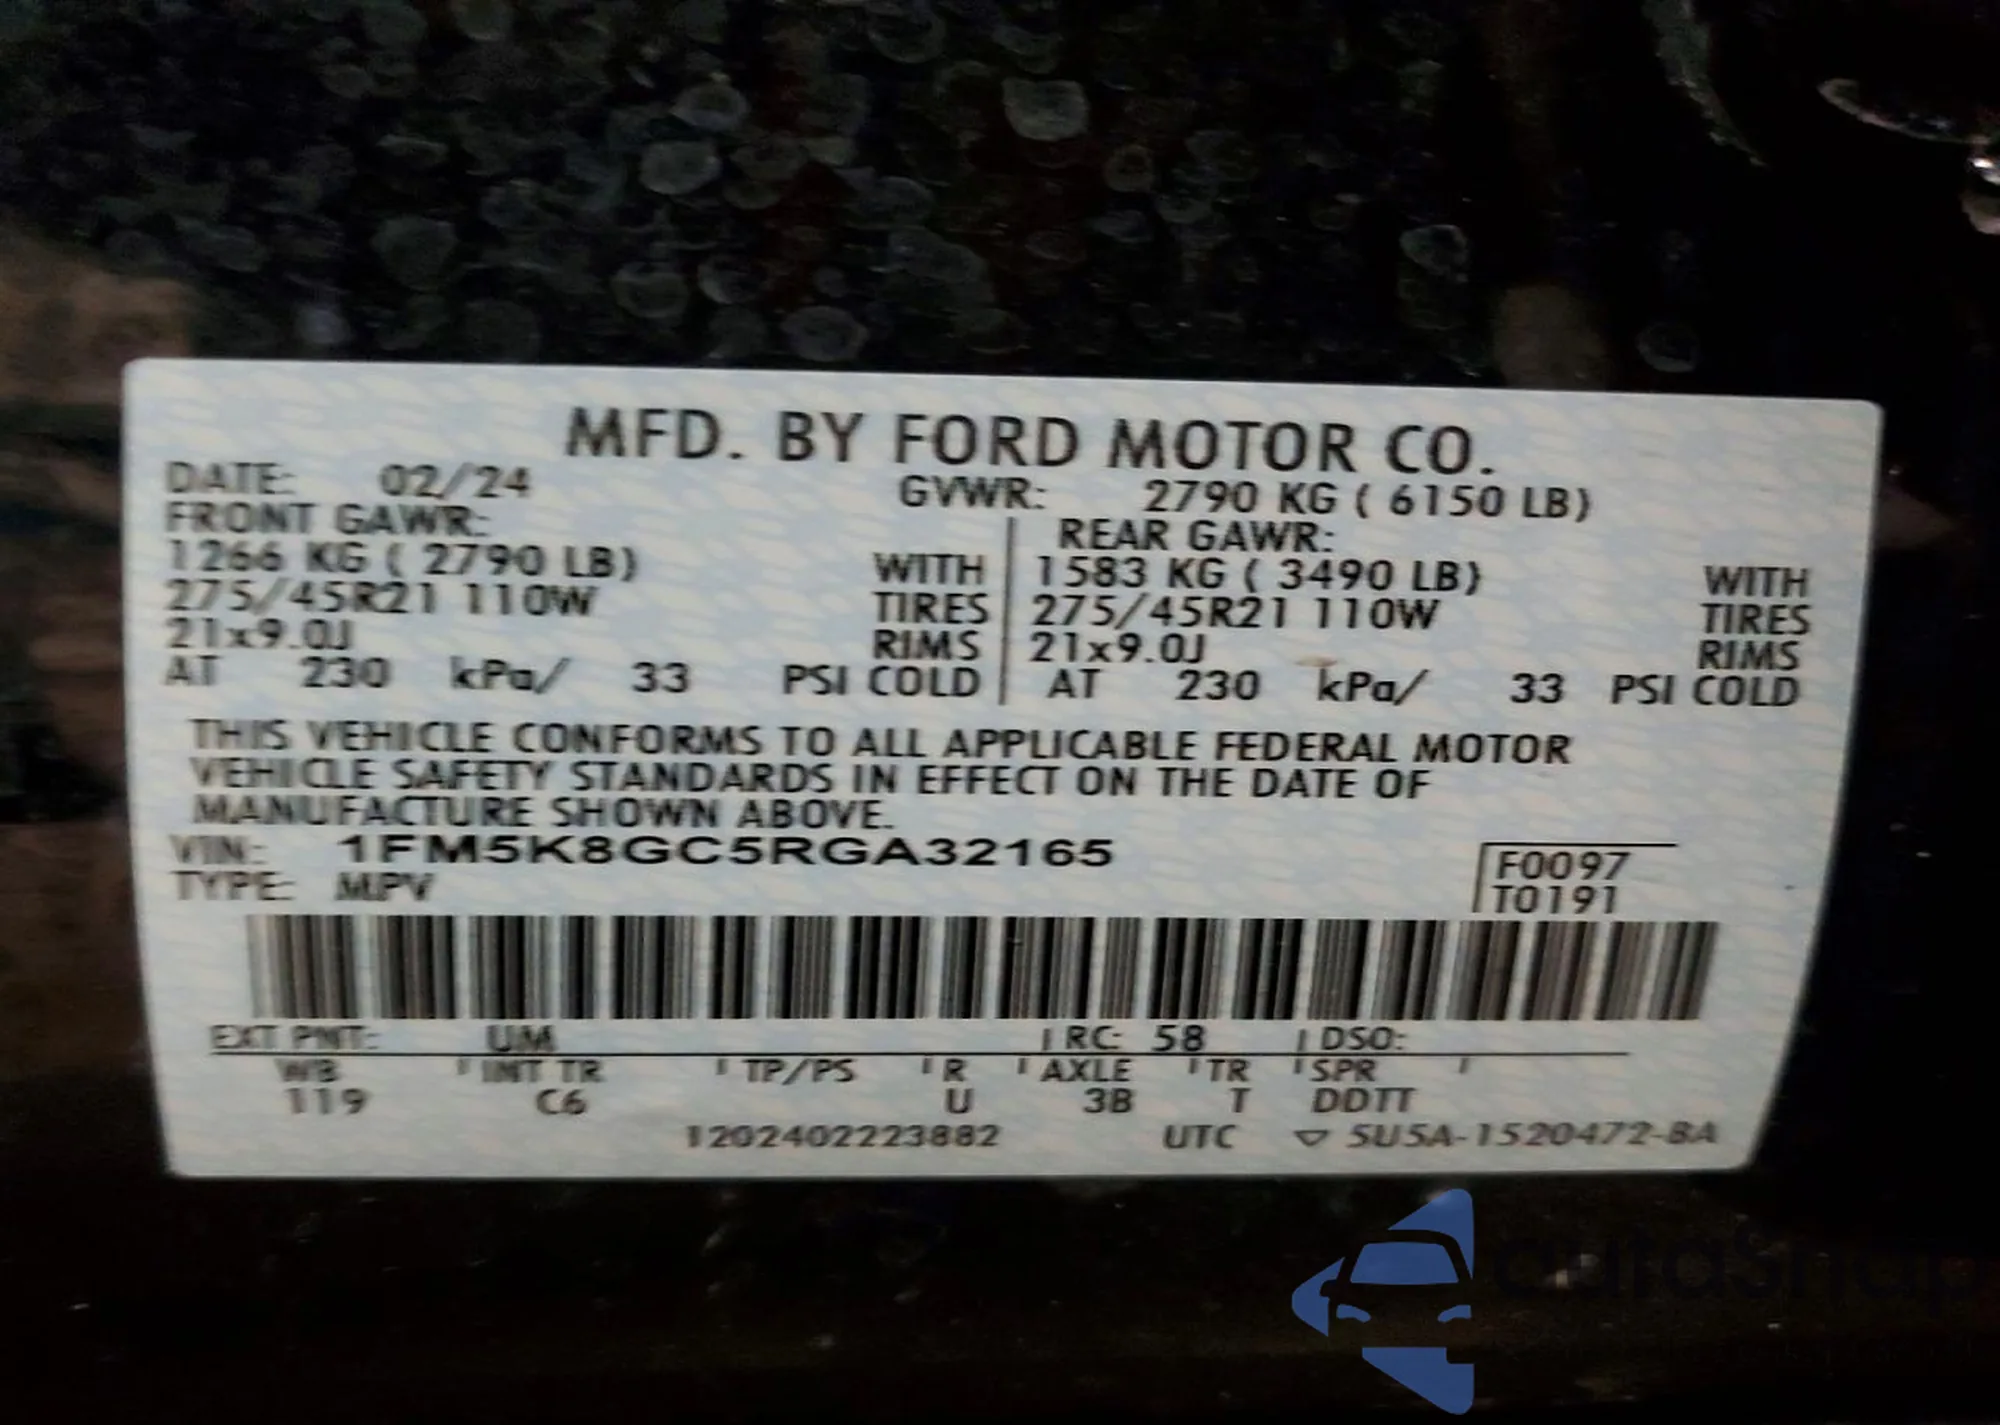 MFD. BY FORD MOTOR CO.
DATE: 02/24 GVWR: 2790 KG ( 6150 LB)
FRONT GAWR: REAR GAWR:
1266 KG ( 2790 LB) WITH 1583 KG ( 3490 LB) WITH
275/45R21 110W TIRES 275/45R21 110W TIRES
21x9.0J RIMS 21x9.0J RIMS
AT 230 kPa/ 33 PSI COLD AT 230 kPa/ 33 PSI COLD
THIS VEHICLE CONFORMS TO ALL APPLICABLE FEDERAL MOTOR
VEHICLE SAFETY STANDARDS IN EFFECT ON THE DATE OF
MANUFACTURE SHOWN ABOVE.
VIN: 1FM5K8GC5RGA32165 F0097
TYPE: MPV T0191
EXT PNT: UM RC: 58 DSO:
WB INT TR TP/PS R AXLE TR SPR
119 C6 U 3B T DDTT
1202402223882 UTC ▽ 5U5A-1520472-BA